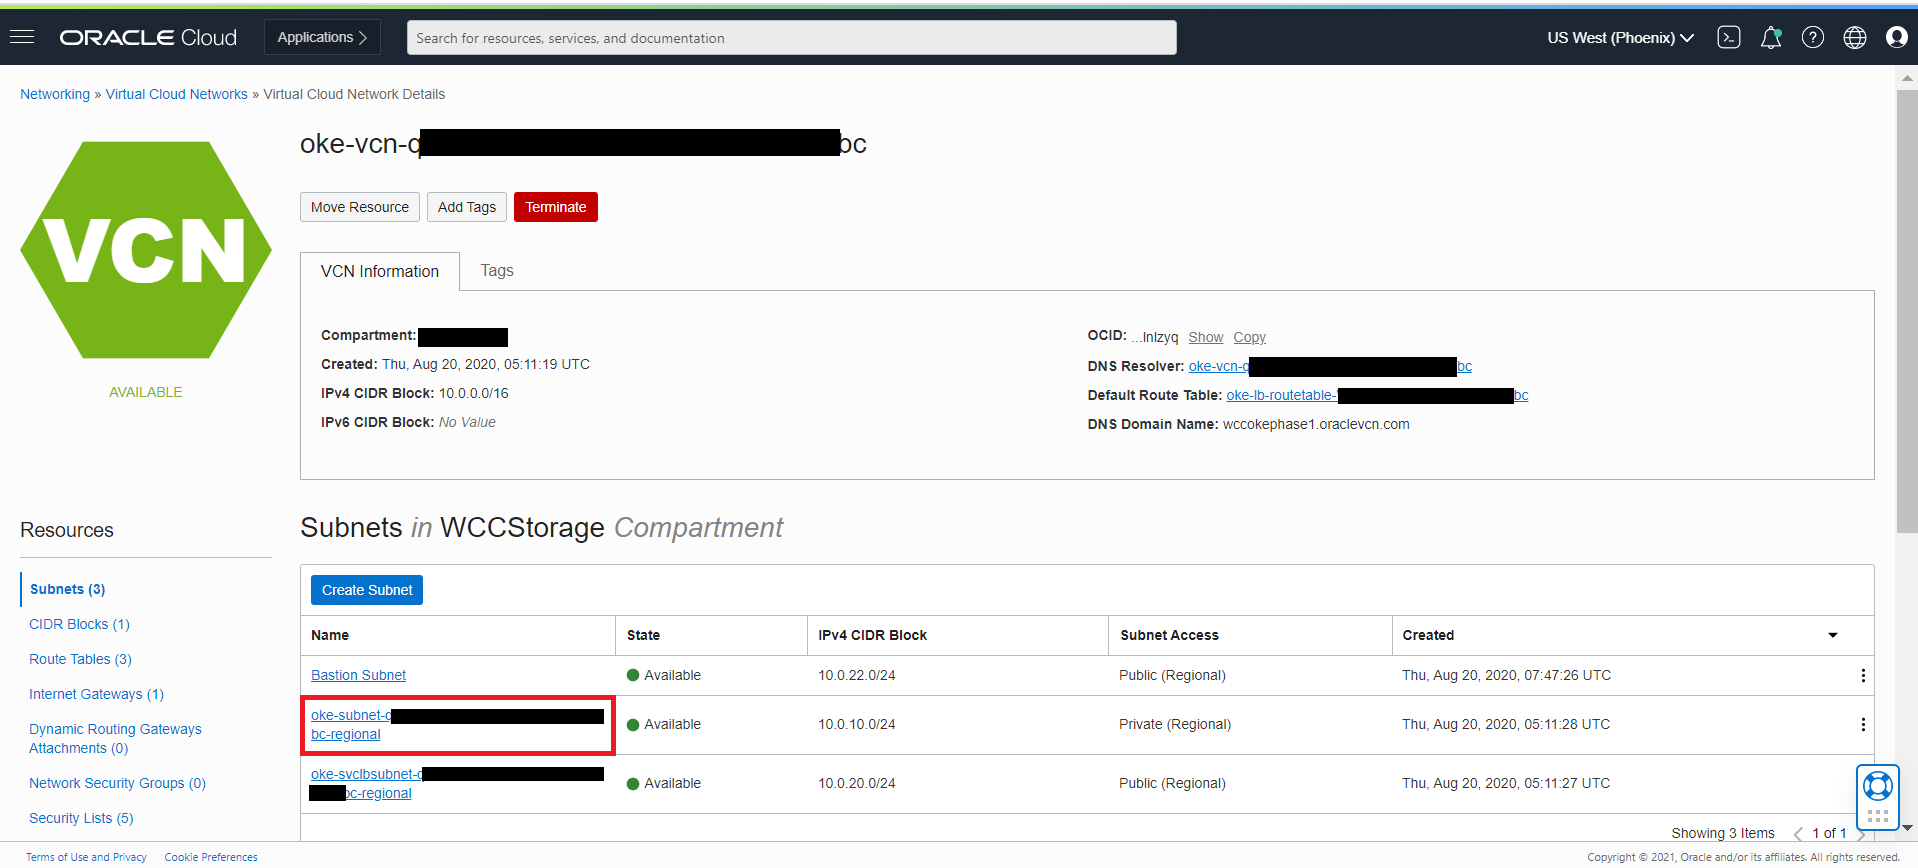 ORACLE Cloud
Applications
Search for resources, services, and documentation
US West (Phoenix)
Networking » Virtual Cloud Networks » Virtual Cloud Network Details
VCN
AVAILABLE
oke-vcn-q bc
Move Resource
Add Tags
Terminate
VCN Information
Tags
Compartment:
Created: Thu, Aug 20, 2020, 05:11:19 UTC
IPv4 CIDR Block: 10.0.0.0/16
IPv6 CIDR Block: No Value
OCID: ...lnlzyq Show Copy
DNS Resolver: oke-vcn-q bc
Default Route Table: oke-lb-routetable- bc
DNS Domain Name: wccokephase1.oraclevcn.com
Resources
Subnets (3)
CIDR Blocks (1)
Route Tables (3)
Internet Gateways (1)
Dynamic Routing Gateways
Attachments (0)
Network Security Groups (0)
Security Lists (5)
Subnets in WCCStorage Compartment
Create Subnet
Name State IPv4 CIDR Block Subnet Access Created
Bastion Subnet Available 10.0.22.0/24 Public (Regional) Thu, Aug 20, 2020, 07:47:26 UTC
oke-subnet-q
bc-regional
Available 10.0.10.0/24 Private (Regional) Thu, Aug 20, 2020, 05:11:28 UTC
oke-svclbsubnet-q
bc-regional
Available 10.0.20.0/24 Public (Regional) Thu, Aug 20, 2020, 05:11:27 UTC
Showing 3 Items 1 of 1
Terms of Use and Privacy Cookie Preferences
Copyright © 2021, Oracle and/or its affiliates. All rights reserved.